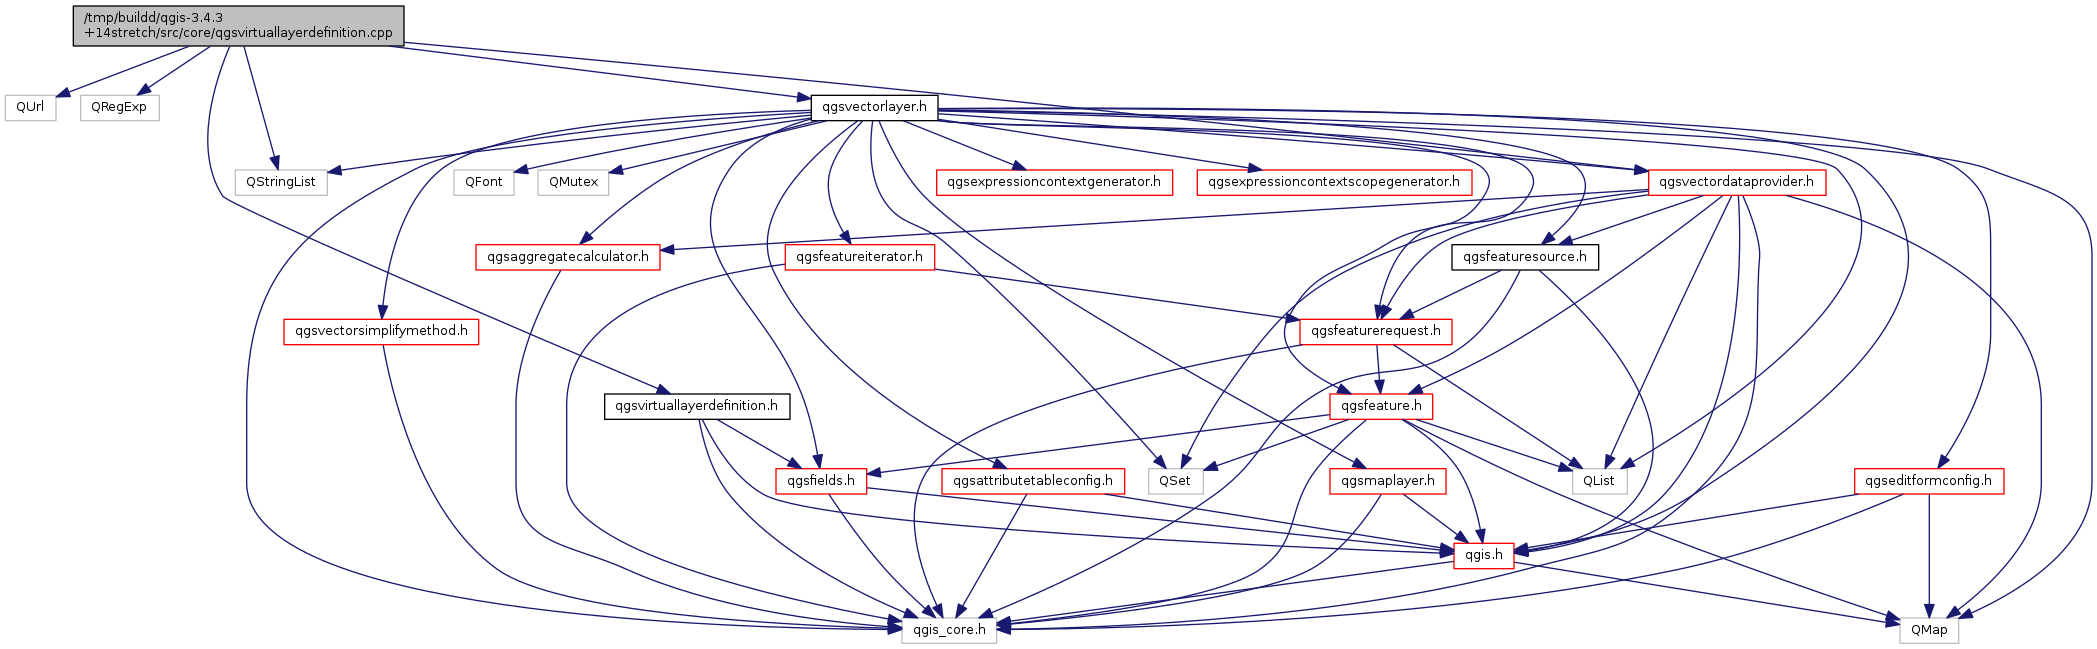 /tmp/buildd/qgis-3.4.3
+14stretch/src/core/qgsvirtuallayerdefinition.cpp
QUrl
QRegExp
qgsvectorlayer.h
QStringList
QFont
QMutex
qgsexpressioncontextgenerator.h
qgsexpressioncontextscopegenerator.h
qgsvectordataprovider.h
qgsaggregatecalculator.h
qgsfeatureiterator.h
qgsfeaturesource.h
qgsvectorsimplifymethod.h
qgsfeaturerequest.h
qgsvirtuallayerdefinition.h
qgsfeature.h
qgsfields.h
qgsattributetableconfig.h
QSet
qgsmaplayer.h
QList
qgseditformconfig.h
qgis.h
qgis_core.h
QMap